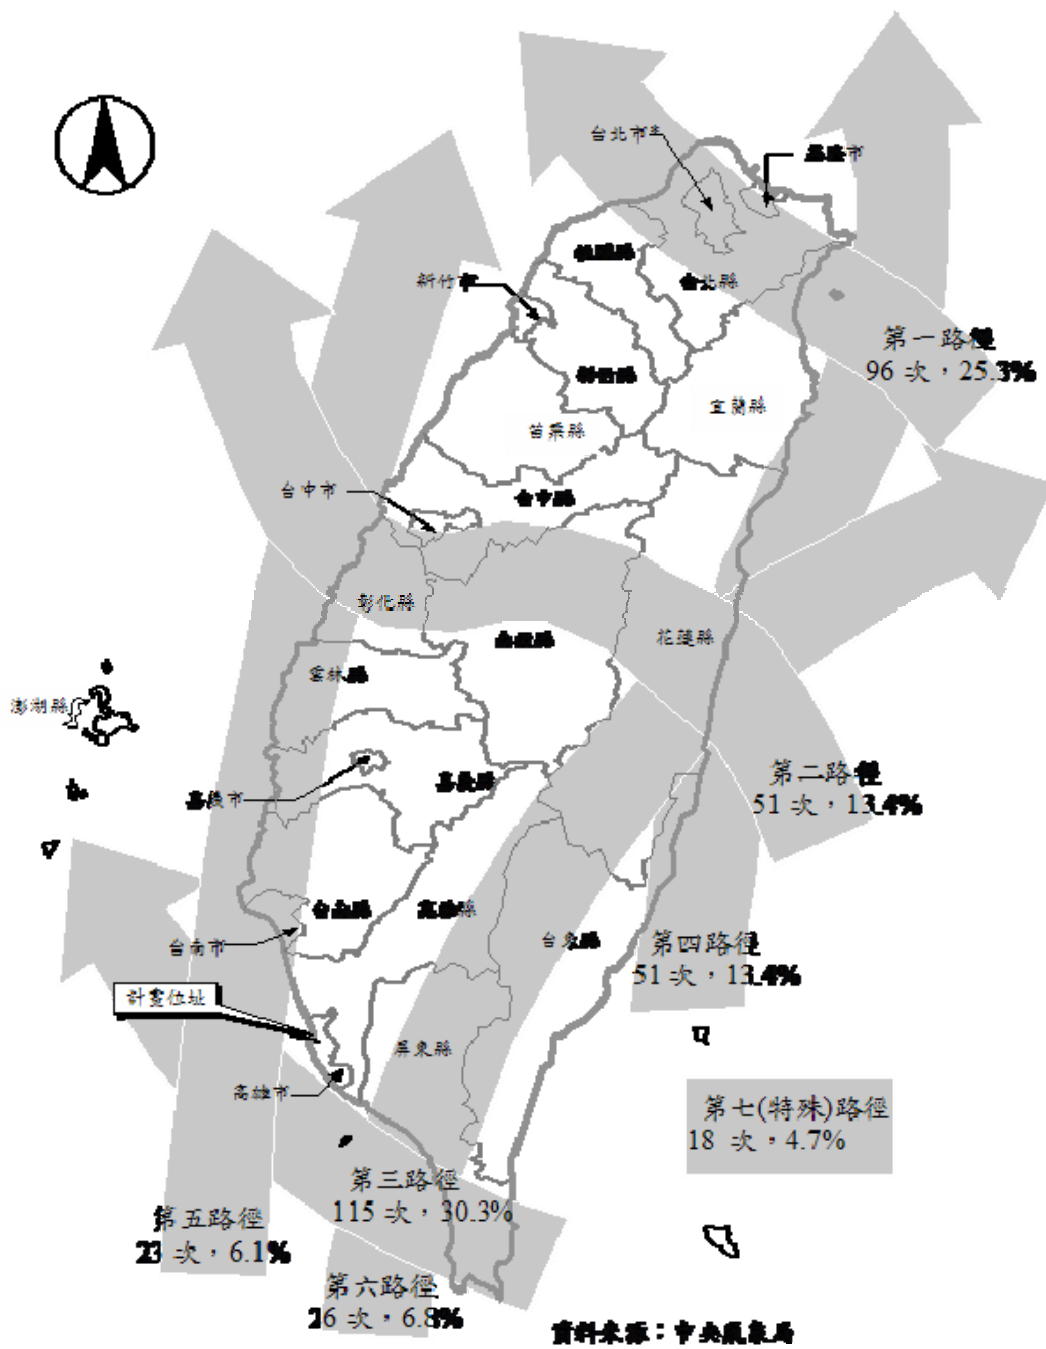 台北市
基隆市
桃園縣
新竹市
台北縣
第一路徑
96 次，25.3%
新竹縣
宜蘭縣
苗栗縣
台中市
台中縣
彰化縣
南投縣
花蓮縣
雲林縣
澎湖縣
嘉義市
嘉義縣
第二路徑
51 次，13.4%
台南縣
高雄縣
台東縣
台南市
第四路徑
51 次，13.4%
計畫位址
屏東縣
高雄市
第七(特殊)路徑
18 次，4.7%
第三路徑
115 次，30.3%
第五路徑
23 次，6.1%
第六路徑
26 次，6.8%
資料來源：中央氣象局